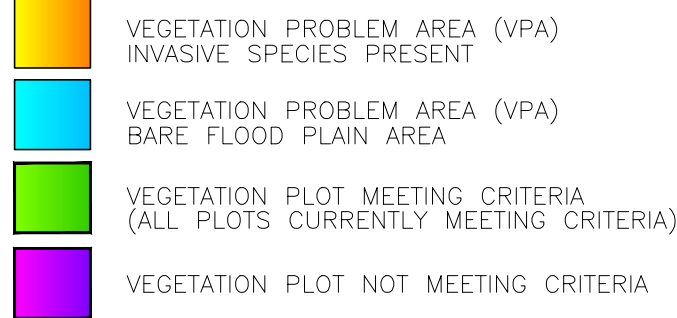 VEGETATION PROBLEM AREA (VPA)
INVASIVE SPECIES PRESENT
VEGETATION PROBLEM AREA (VPA)
BARE FLOOD PLAIN AREA
VEGETATION PLOT MEETING CRITERIA
(ALL PLOTS CURRENTLY MEETING CRITERIA)
VEGETATION PLOT NOT MEETING CRITERIA